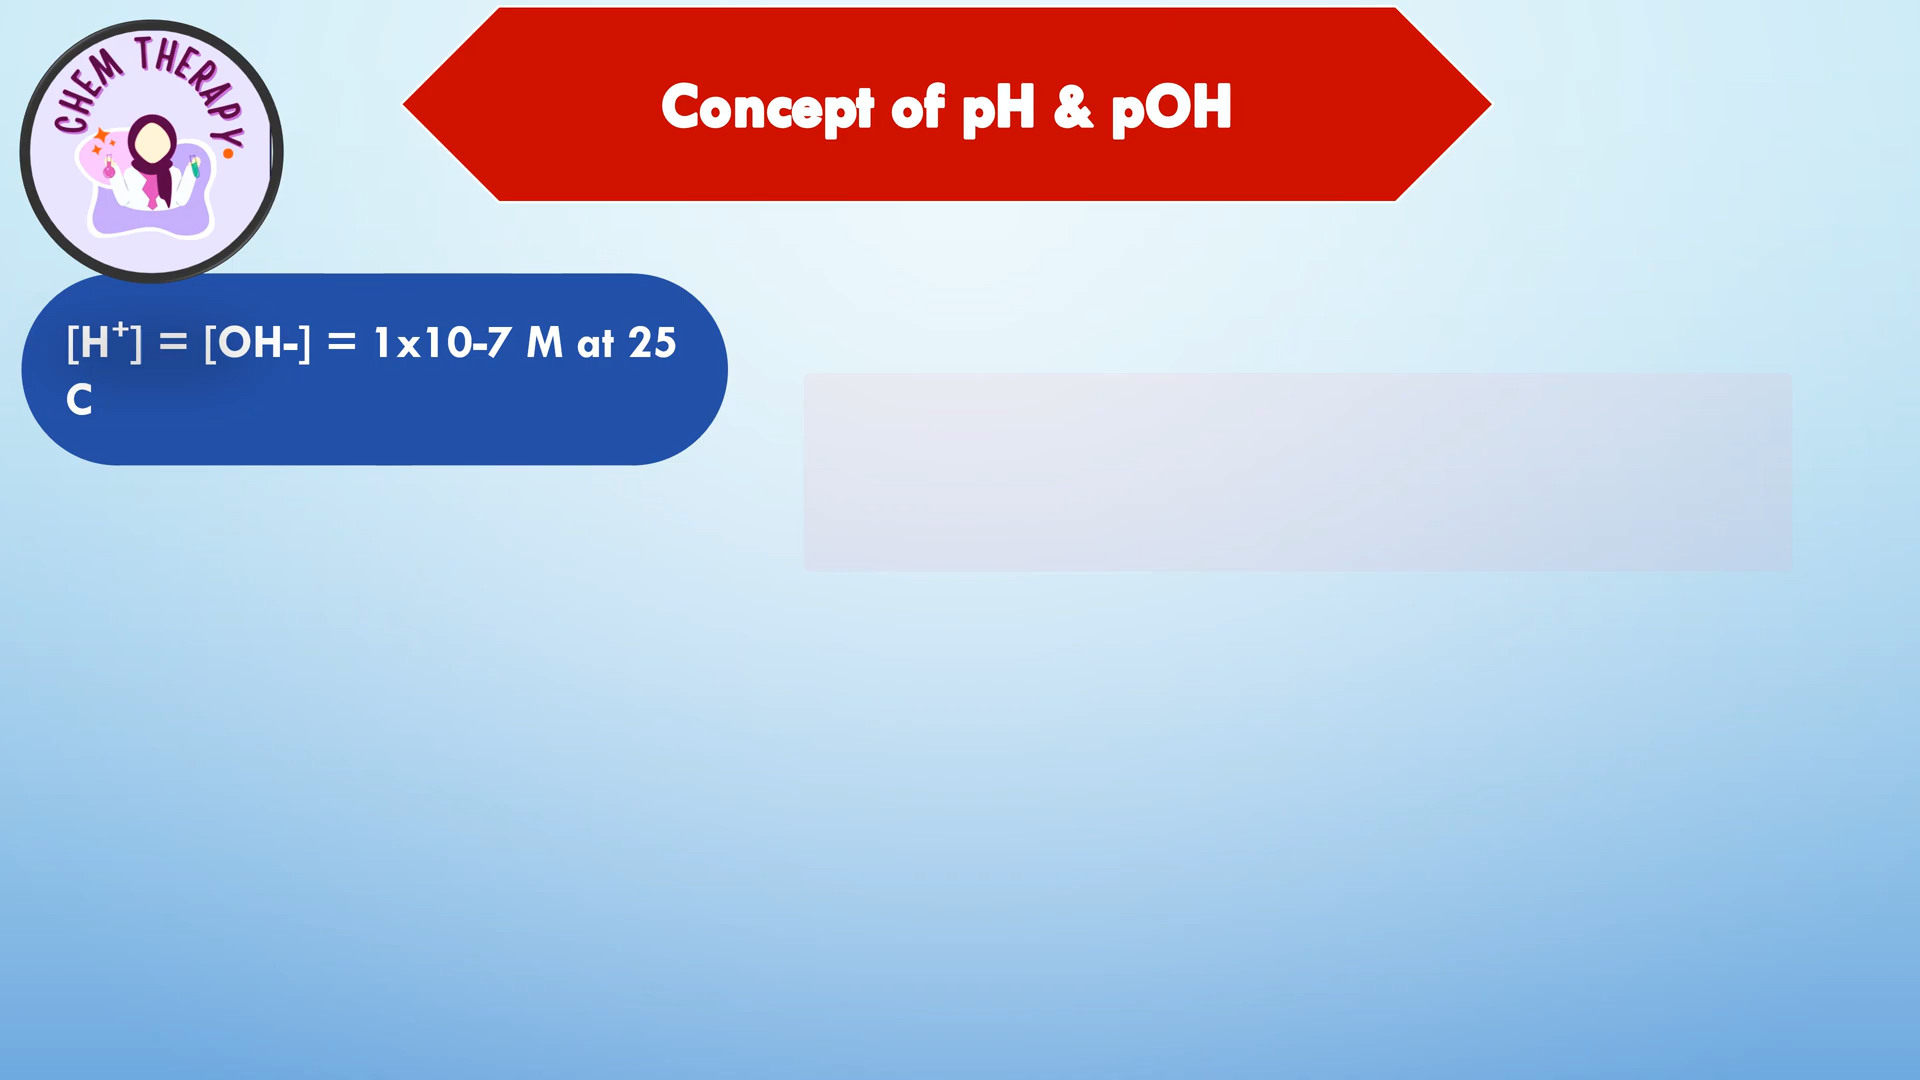 CHEM THERAPY
Concept of pH & pOH
[H⁺] = [OH-] = 1x10-7 M at 25
C